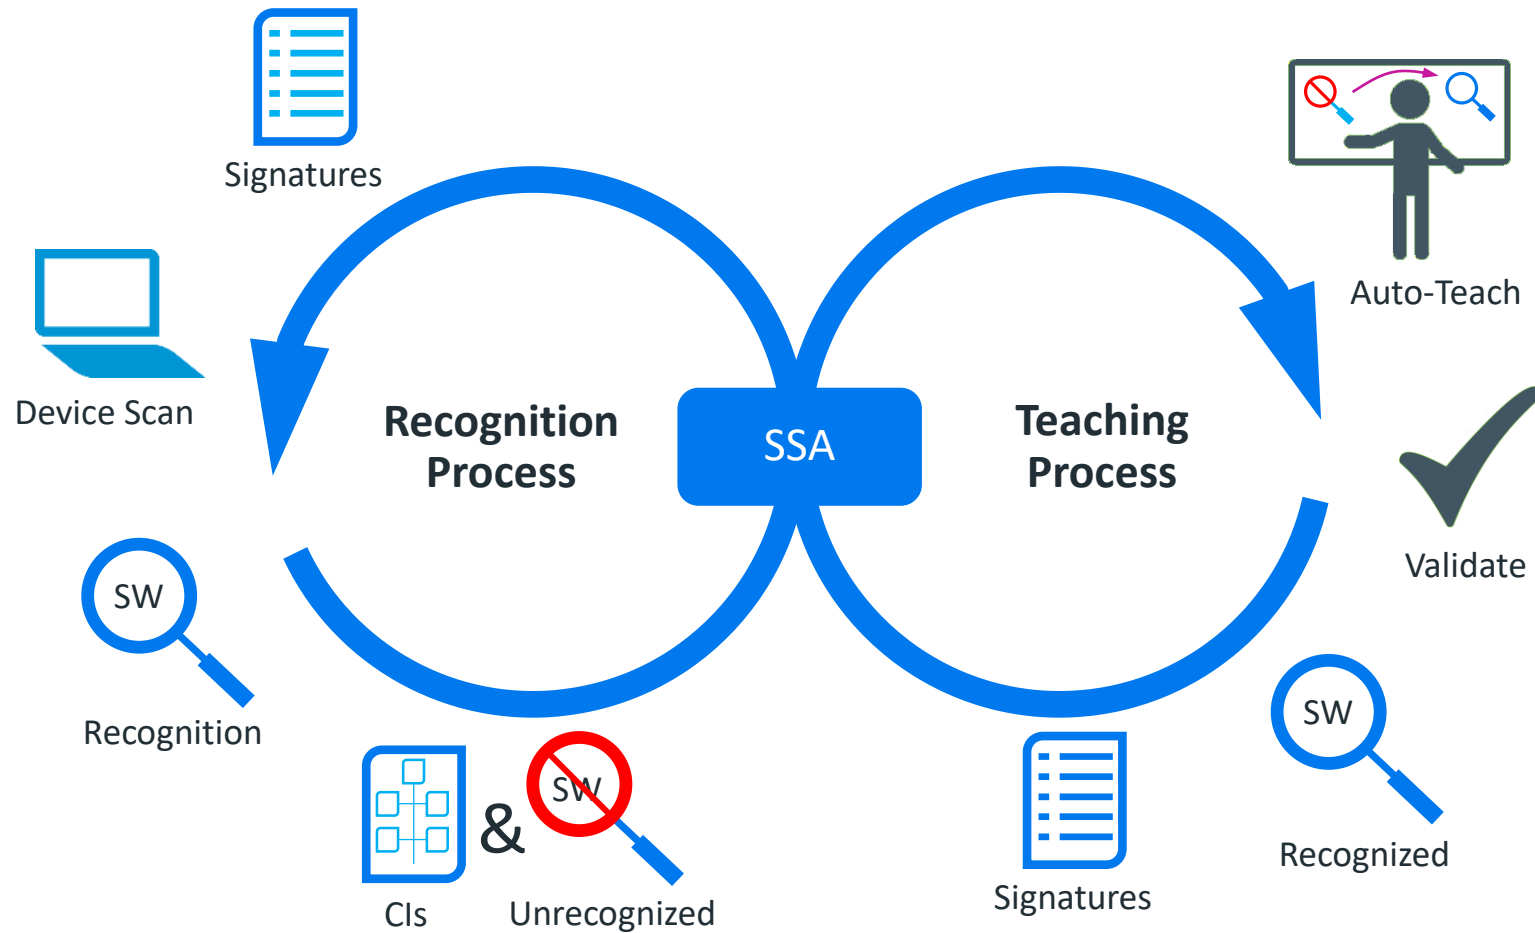 Signatures
Device Scan
Recognition
Process
SW
Recognition
CIs
&
SW
Unrecognized
SSA
Auto-Teach
Teaching
Process
Validate
SW
Recognized
Signatures